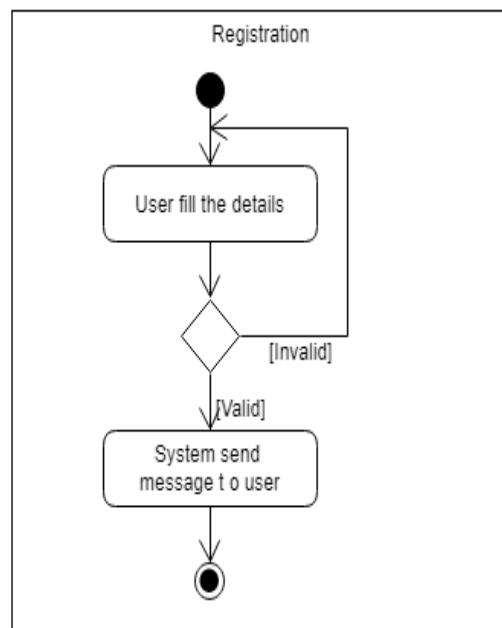 Registration
User fill the details
[Invalid]
[Valid]
System send
message t o user